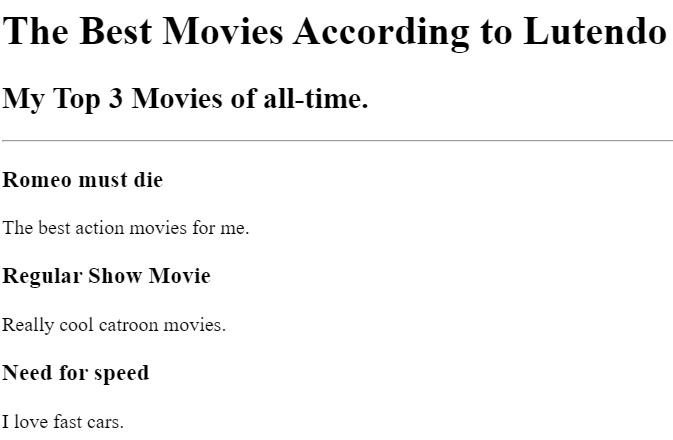 The Best Movies According to Lutendo
My Top 3 Movies of all-time.
Romeo must die
The best action movies for me.
Regular Show Movie
Really cool catroon movies.
Need for speed
I love fast cars.